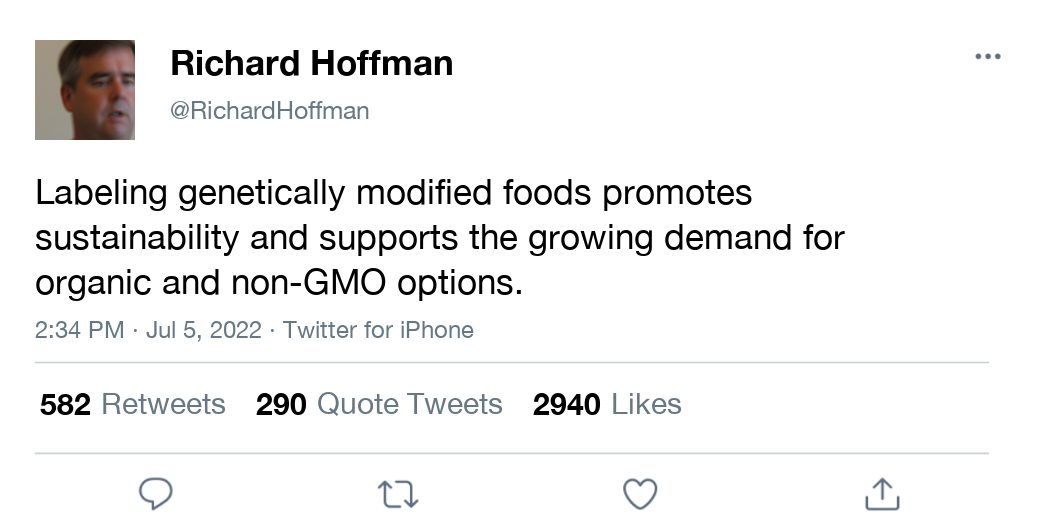 Richard Hoffman
@RichardHoffman
Labeling genetically modified foods promotes
sustainability and supports the growing demand for
organic and non-GMO options.
2:34 PM · Jul 5, 2022 · Twitter for iPhone
582 Retweets 290 Quote Tweets 2940 Likes